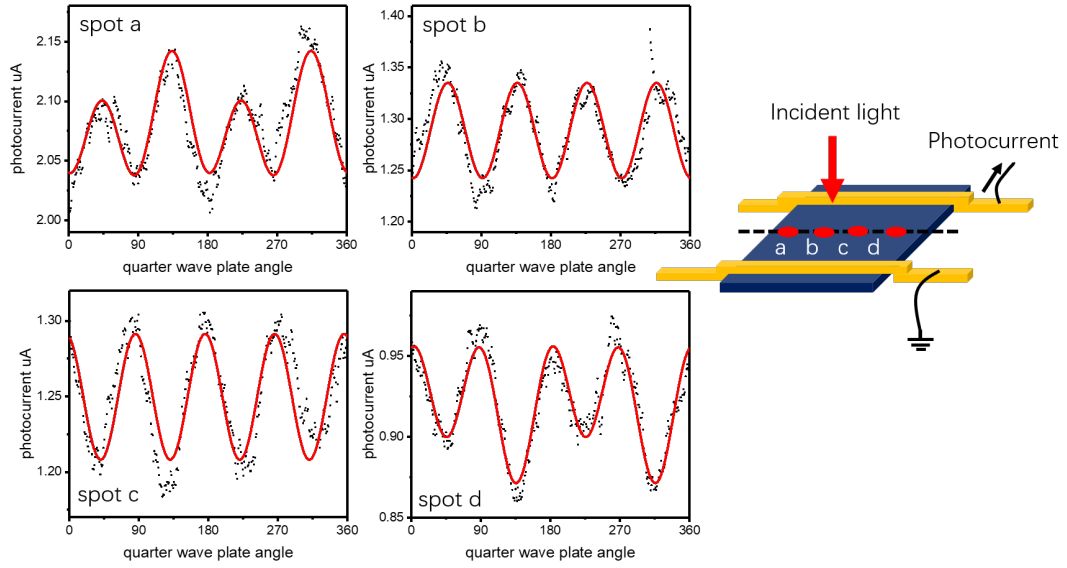 spot a
2.15
2.10
2.05
2.00
photocurrent uA
0
90
180
270
360
quarter wave plate angle
spot b
1.40
1.35
1.30
1.25
1.20
photocurrent uA
0
90
180
270
360
quarter wave plate angle
Incident light
Photocurrent
a b c d
spot c
1.30
1.25
1.20
photocurrent uA
0
90
180
270
360
quarter wave plate angle
spot d
0.95
0.90
0.85
photocurrent uA
0
90
180
270
360
quarter wave plate angle